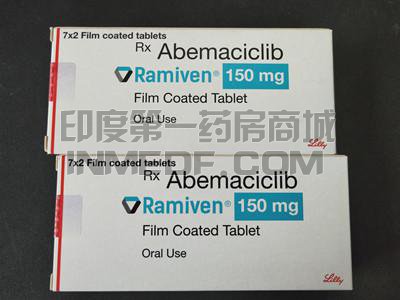 7x2 Film coated tablets
Rx Abemaciclib
Ramiven® 150 mg
Film Coated Tablet
Oral Use
Lilly
印度第一药房商城
INMEDF.COM
7x2 Film coated tablets
Rx Abemaciclib
Ramiven® 150 mg
Film Coated Tablet
Oral Use
Lilly